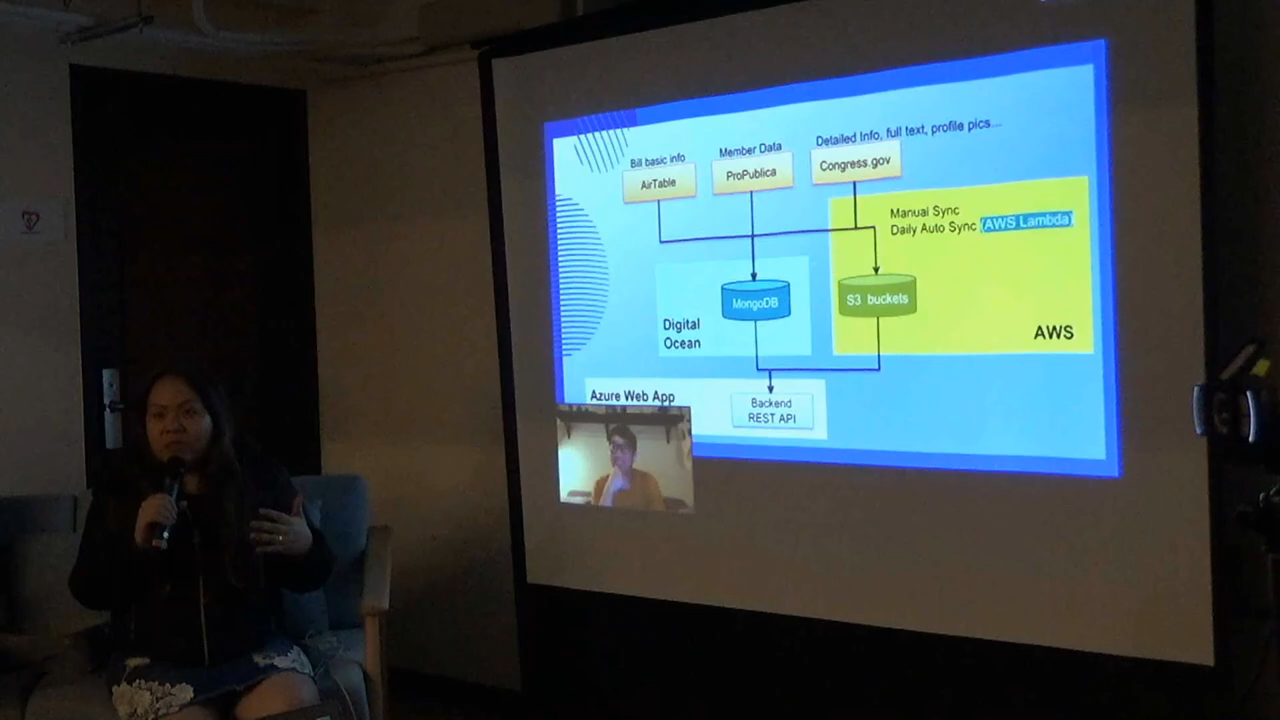 Detailed Info, full text, profile pics...
Member Data
Bill basic info
Congress.gov
ProPublica
AirTable
Manual Sync
Daily Auto Sync (AWS Lambda)
MongoDB
S3 buckets
Digital
Ocean
AWS
Azure Web App
Backend
REST API